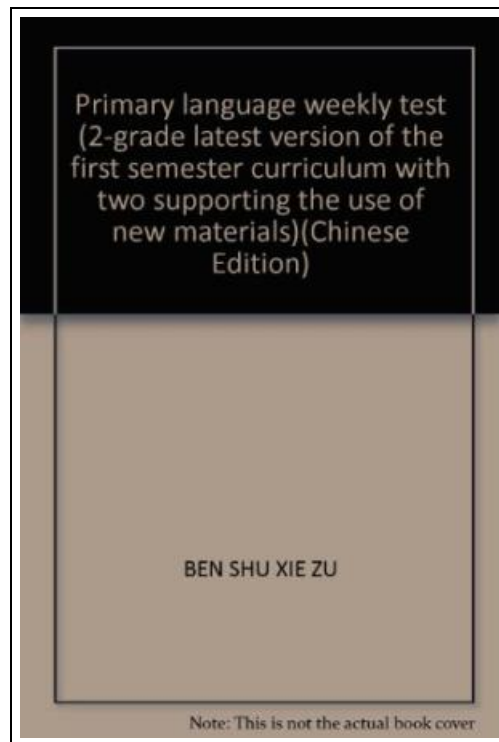 Primary language weekly test
(2-grade latest version of the
first semester curriculum with
two supporting the use of
new materials)(Chinese
Edition)
BEN SHU XIE ZU
Note: This is not the actual book cover